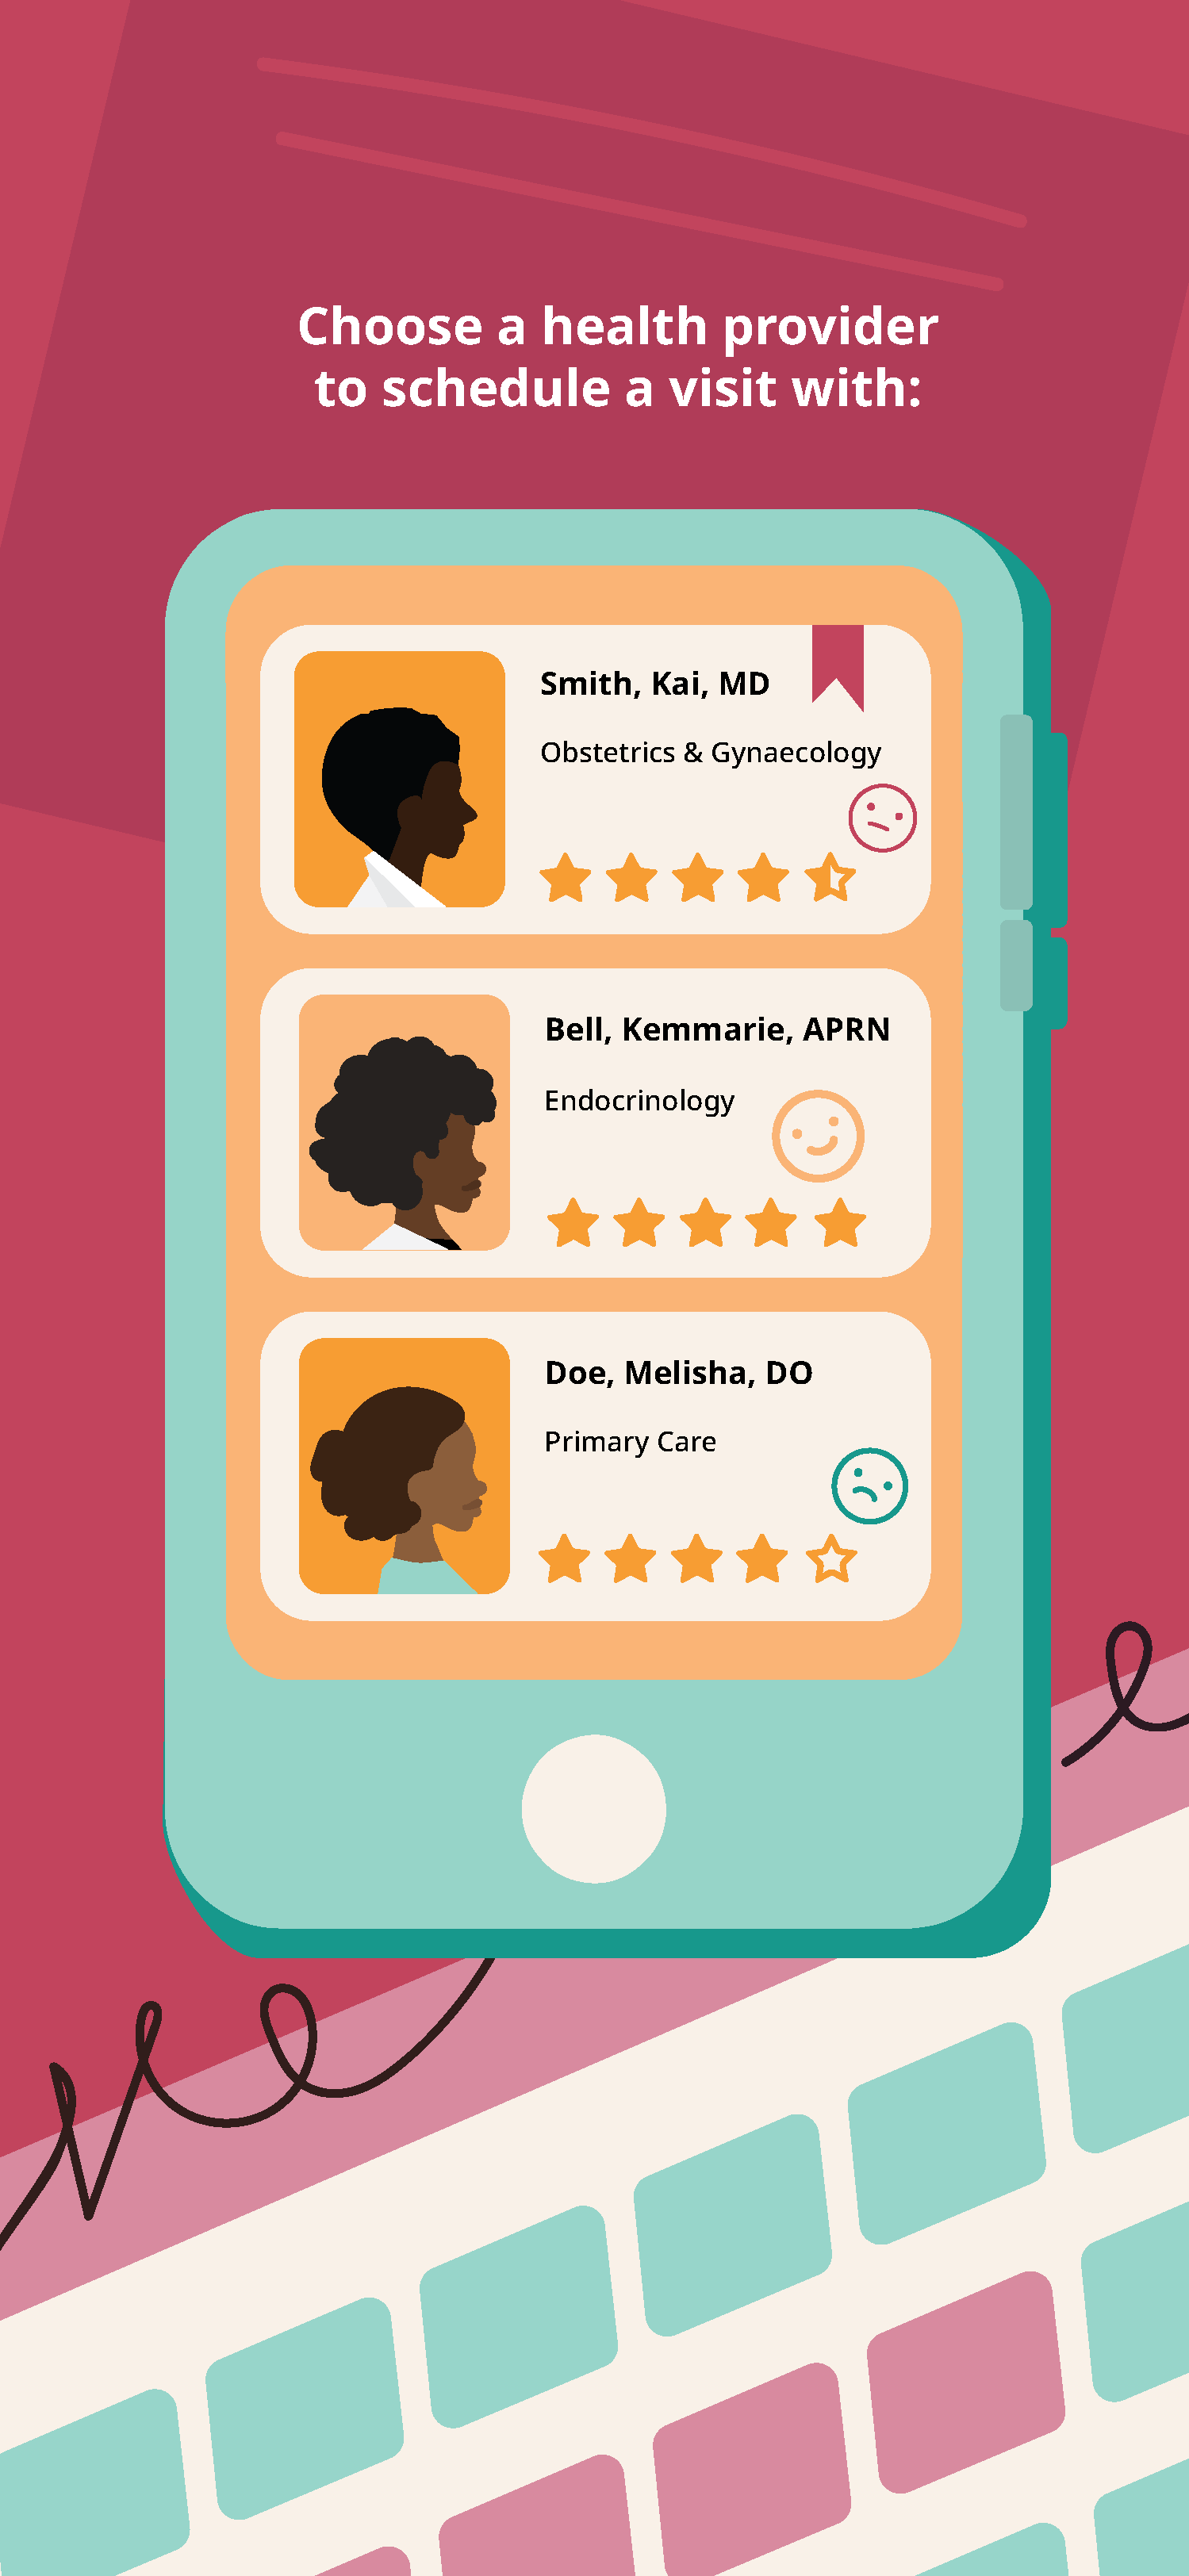 Choose a health provider
to schedule a visit with:
Smith, Kai, MD
Obstetrics & Gynaecology
Bell, Kemmarie, APRN
Endocrinology
Doe, Melisha, DO
Primary Care